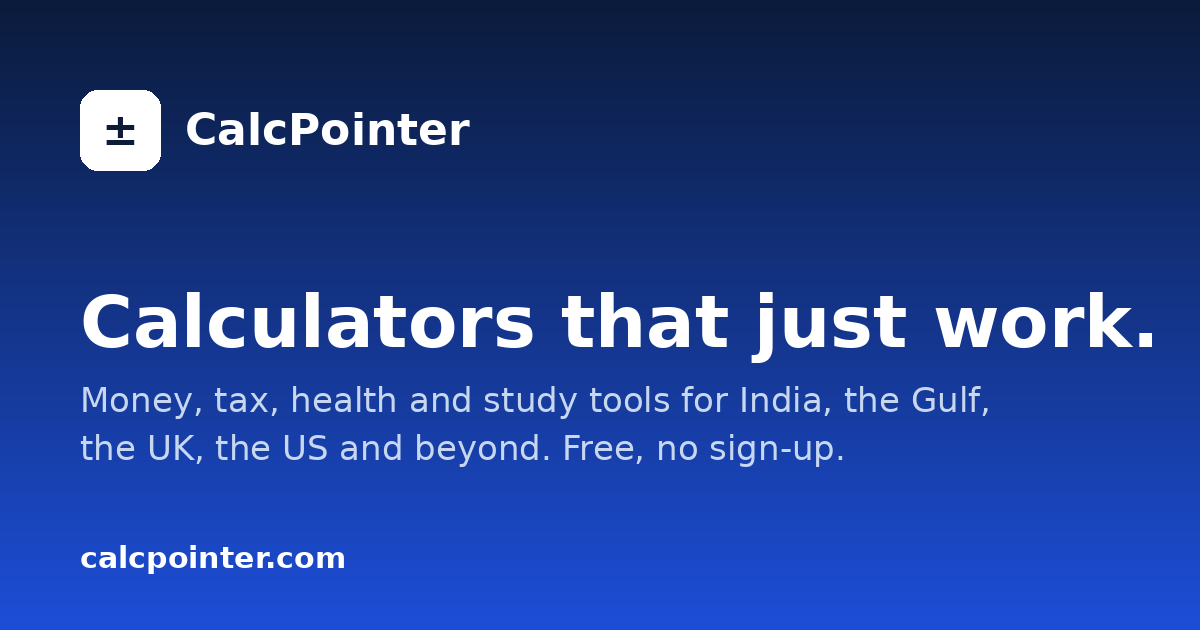 ±
CalcPointer
Calculators that just work.
Money, tax, health and study tools for India, the Gulf,
the UK, the US and beyond. Free, no sign-up.
calcpointer.com